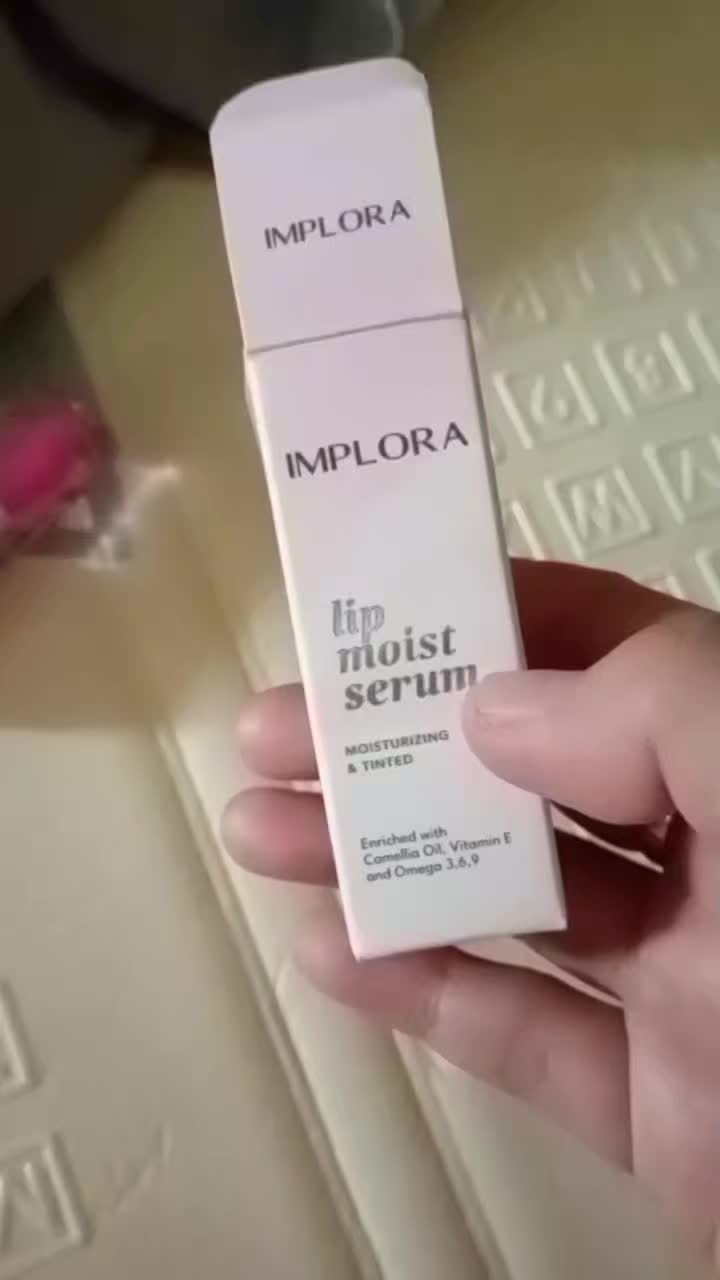 IMPLORA
IMPLORA
lip
moist
serum
MOISTURIZING
& TINTED
Enriched with
Camellia Oil, Vitamin E
and Omega 3,6,9